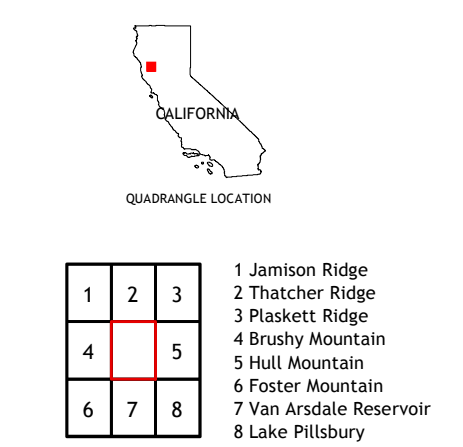 CALIFORNIA
QUADRANGLE LOCATION
1 2 3
4 5
6 7 8
1 Jamison Ridge
2 Thatcher Ridge
3 Plaskett Ridge
4 Brushy Mountain
5 Hull Mountain
6 Foster Mountain
7 Van Arsdale Reservoir
8 Lake Pillsbury